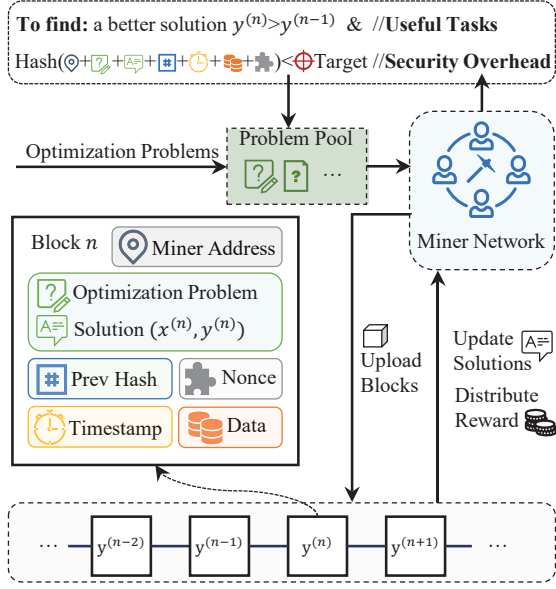 To find: a better solution y^(n)>y^(n−1) & //Useful Tasks
Hash(+++++++)<Target //Security Overhead
Optimization Problems
Problem Pool
...
Miner Network
Block n
Miner Address
Optimization Problem
Solution (x^(n), y^(n))
Prev Hash
Nonce
Timestamp
Data
Upload
Blocks
Update
Solutions
Distribute
Reward
... y^(n−2) y^(n−1) y^(n) y^(n+1) ...